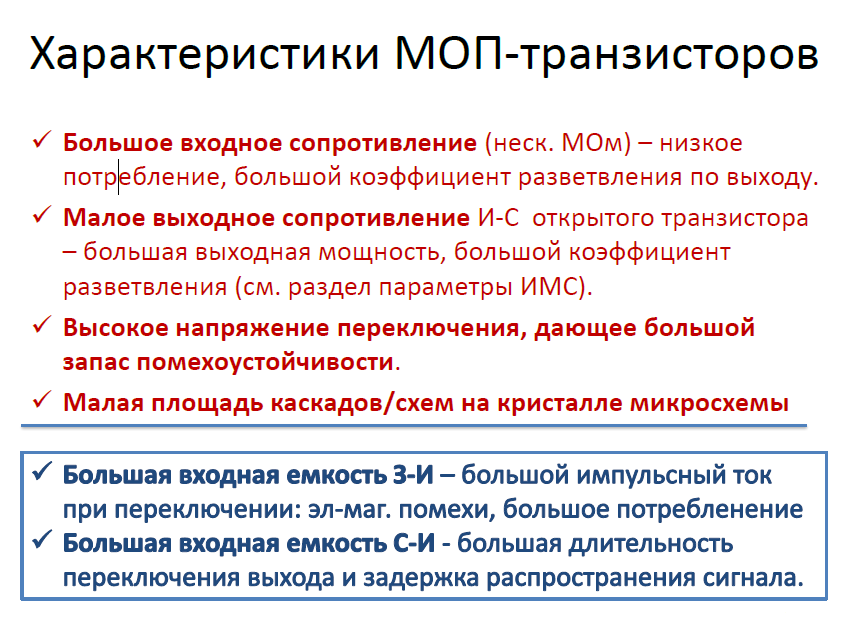 Характеристики МОП-транзисторов
✓ Большое входное сопротивление (неск. МОм) – низкое
потребление, большой коэффициент разветвления по выходу.
✓ Малое выходное сопротивление И-С открытого транзистора
– большая выходная мощность, большой коэффициент
разветвления (см. раздел параметры ИМС).
✓ Высокое напряжение переключения, дающее большой
запас помехоустойчивости.
✓ Малая площадь каскадов/схем на кристалле микросхемы
✓ Большая входная емкость З-И – большой импульсный ток
при переключении: эл-маг. помехи, большое потребленение
✓ Большая входная емкость С-И - большая длительность
переключения выхода и задержка распространения сигнала.